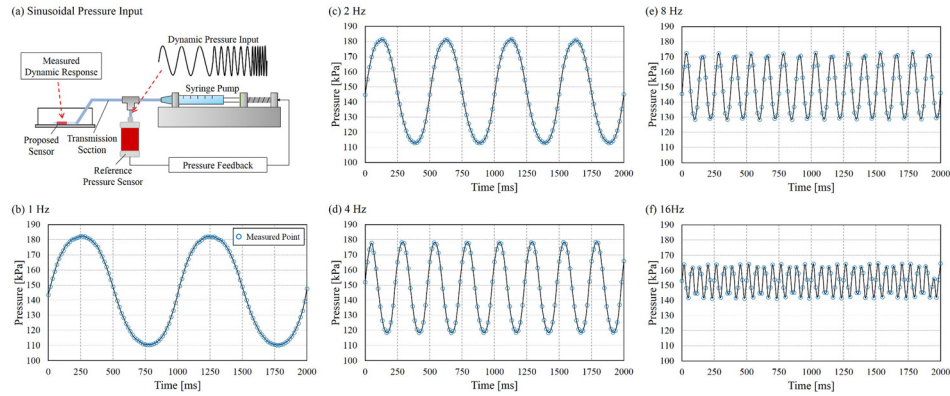 (a) Sinusoidal Pressure Input
Dynamic Pressure Input
Measured
Dynamic Response
Syringe Pump
Proposed
Sensor
Transmission
Section
Reference
Pressure Sensor
Pressure Feedback
(b) 1 Hz
Measured Point
Pressure [kPa]
190
180
170
160
150
140
130
120
110
100
0 250 500 750 1000 1250 1500 1750 2000
Time [ms]
(c) 2 Hz
Pressure [kPa]
190
180
170
160
150
140
130
120
110
100
0 250 500 750 1000 1250 1500 1750 2000
Time [ms]
(d) 4 Hz
Pressure [kPa]
190
180
170
160
150
140
130
120
110
100
0 250 500 750 1000 1250 1500 1750 2000
Time [ms]
(e) 8 Hz
Pressure [kPa]
190
180
170
160
150
140
130
120
110
100
0 250 500 750 1000 1250 1500 1750 2000
Time [ms]
(f) 16Hz
Pressure [kPa]
190
180
170
160
150
140
130
120
110
100
0 250 500 750 1000 1250 1500 1750 2000
Time [ms]